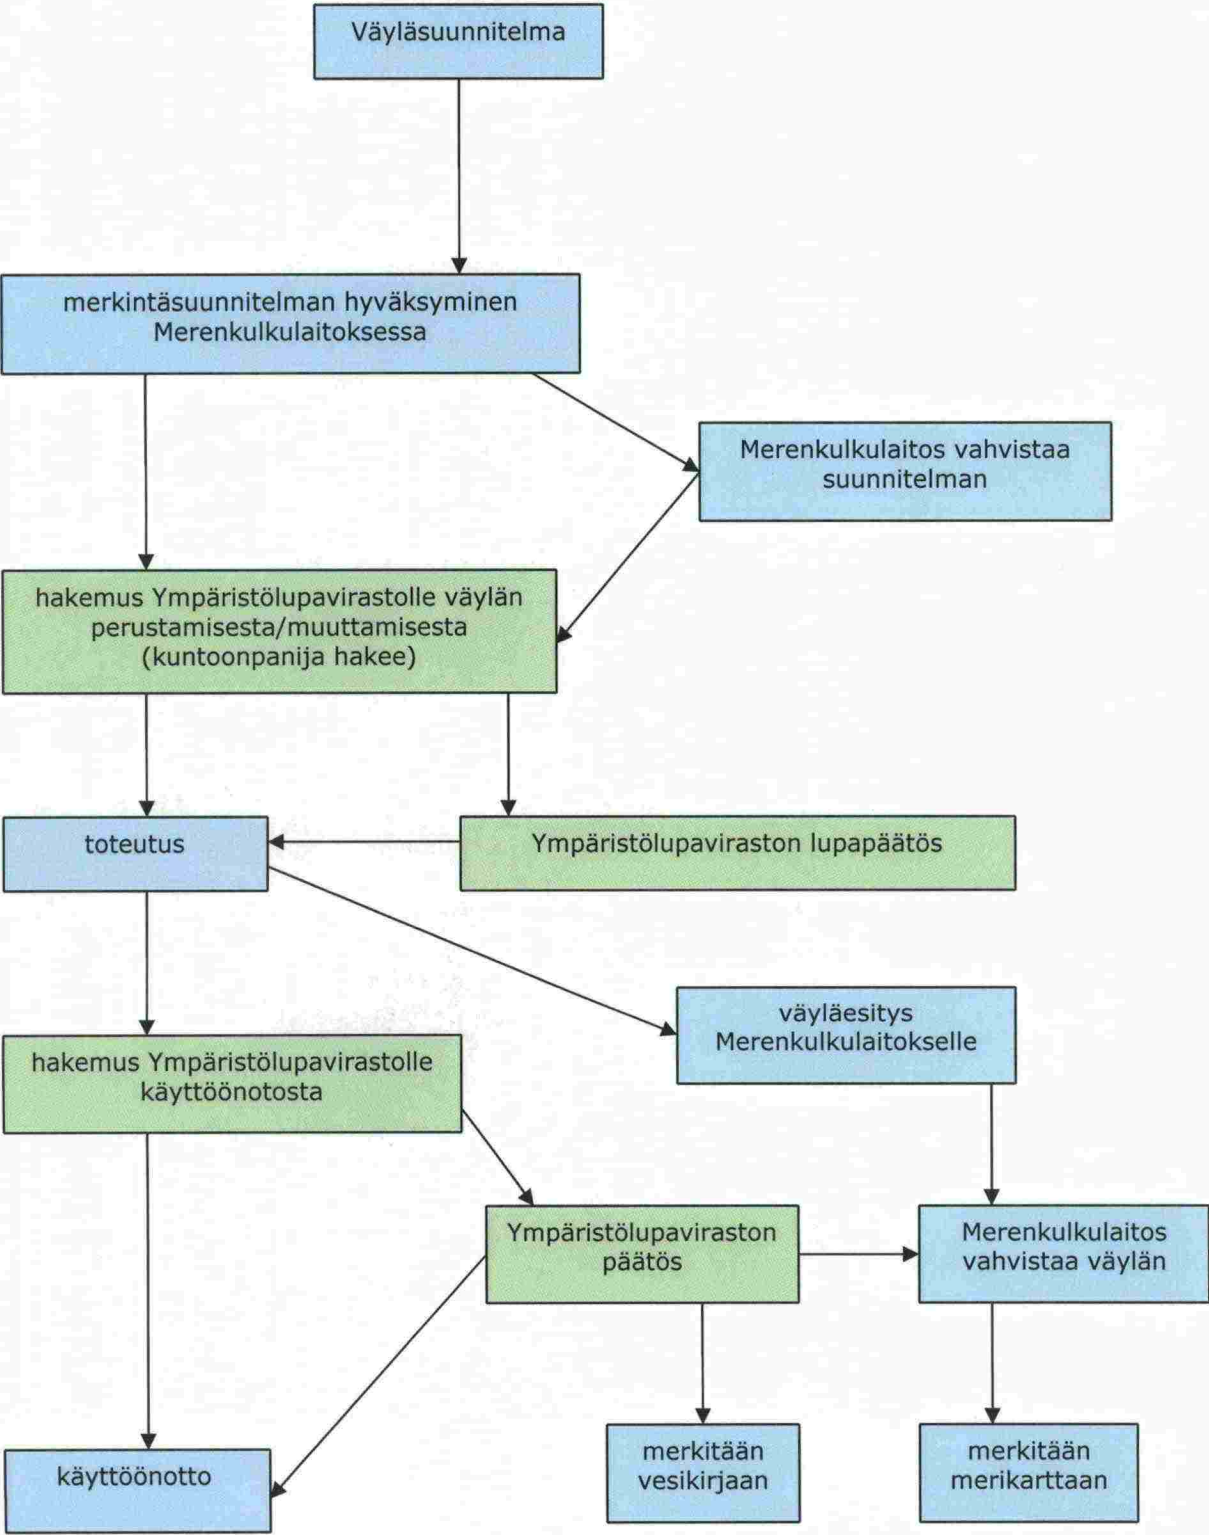 Väyläsuunnitelma
merkintäsuunnitelman hyväksyminen
Merenkulkulaitoksessa
Merenkulkulaitos vahvistaa
suunnitelman
hakemus Ympäristölupavirastolle väylän
perustamisesta/muuttamisesta
(kuntoonpanija hakee)
toteutus
Ympäristölupaviraston lupapäätös
väyläesitys
Merenkulkulaitokselle
hakemus Ympäristölupavirastolle
käyttöönotosta
Ympäristölupaviraston
päätös
Merenkulkulaitos
vahvistaa väylän
merkitään
vesikirjaan
merkitään
merikarttaan
käyttöönotto